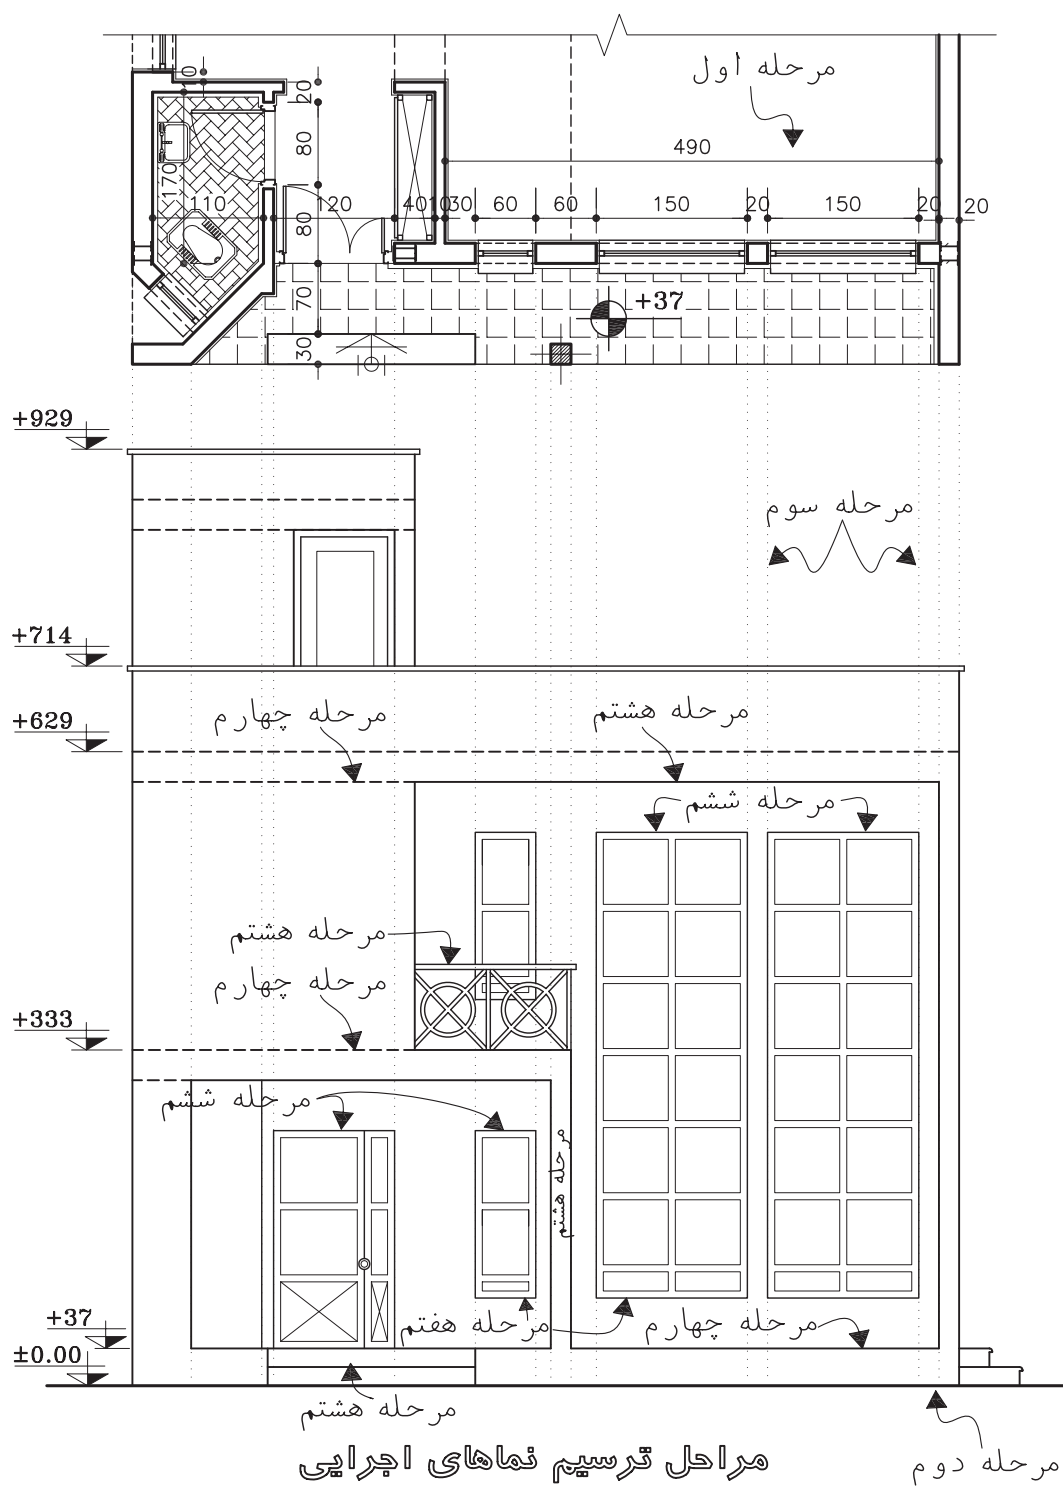 مرحله اول
10
20
80
490
170
110
120
40
10
30
60
60
150
20
150
20
20
80
70
+37
30
+929
مرحله سوم
+714
+629
مرحله چهارم
مرحله هشتم
مرحله ششم
مرحله هشتم
مرحله چهارم
+333
مرحله ششم
مرحله هشتم
+37
مرحله هفتم
مرحله چهارم
±0.00
مرحله هشتم
مراحل ترسیم نماهای اجرایی
مرحله دوم